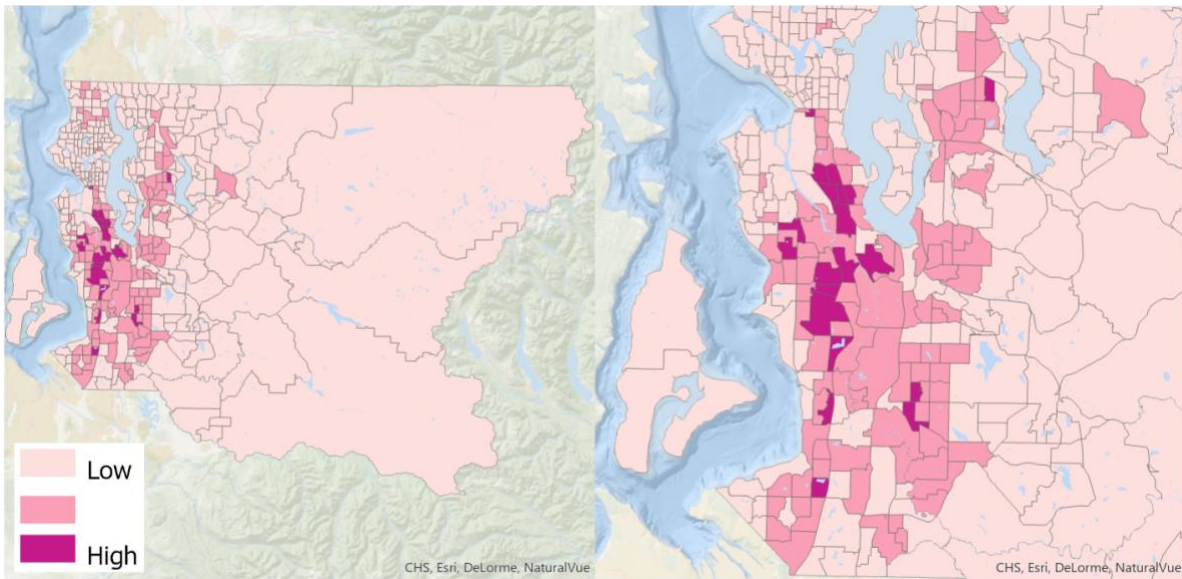 Low
High
CHS, Esri, DeLorme, NaturalVue
CHS, Esri, DeLorme, NaturalVue